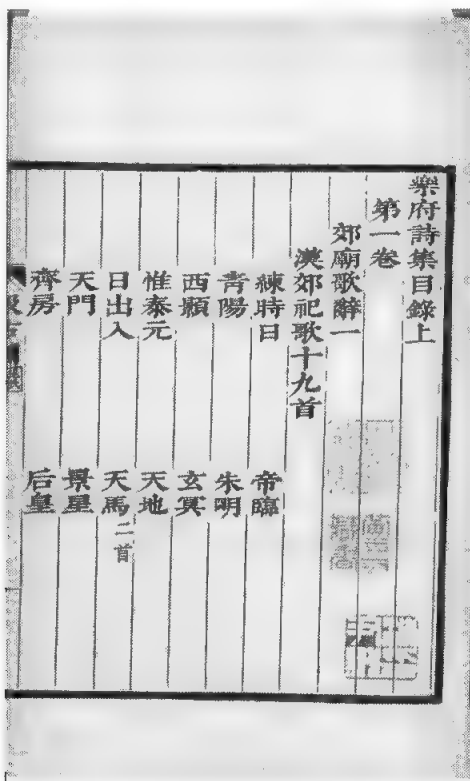 樂府詩集目錄上
第一卷
郊廟歌辭一
漢郊祀歌十九首
練時日 帝臨
青陽 朱明
西顥 玄冥
惟泰元 天地
日出入 天馬二首
天門 景星
齊房 后皇